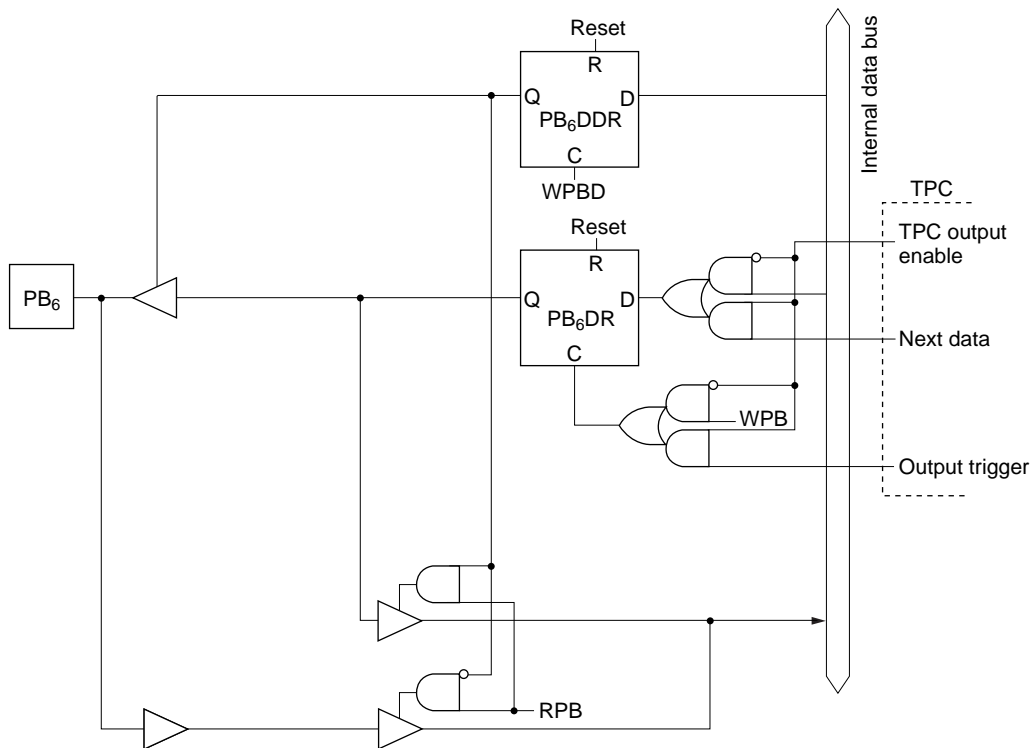 Reset
R
Q
D
PB6DDR
C
WPBD
Internal data bus
TPC
TPC output
enable
Reset
R
Q
D
PB6
PB6DR
C
Next data
WPB
Output trigger
RPB